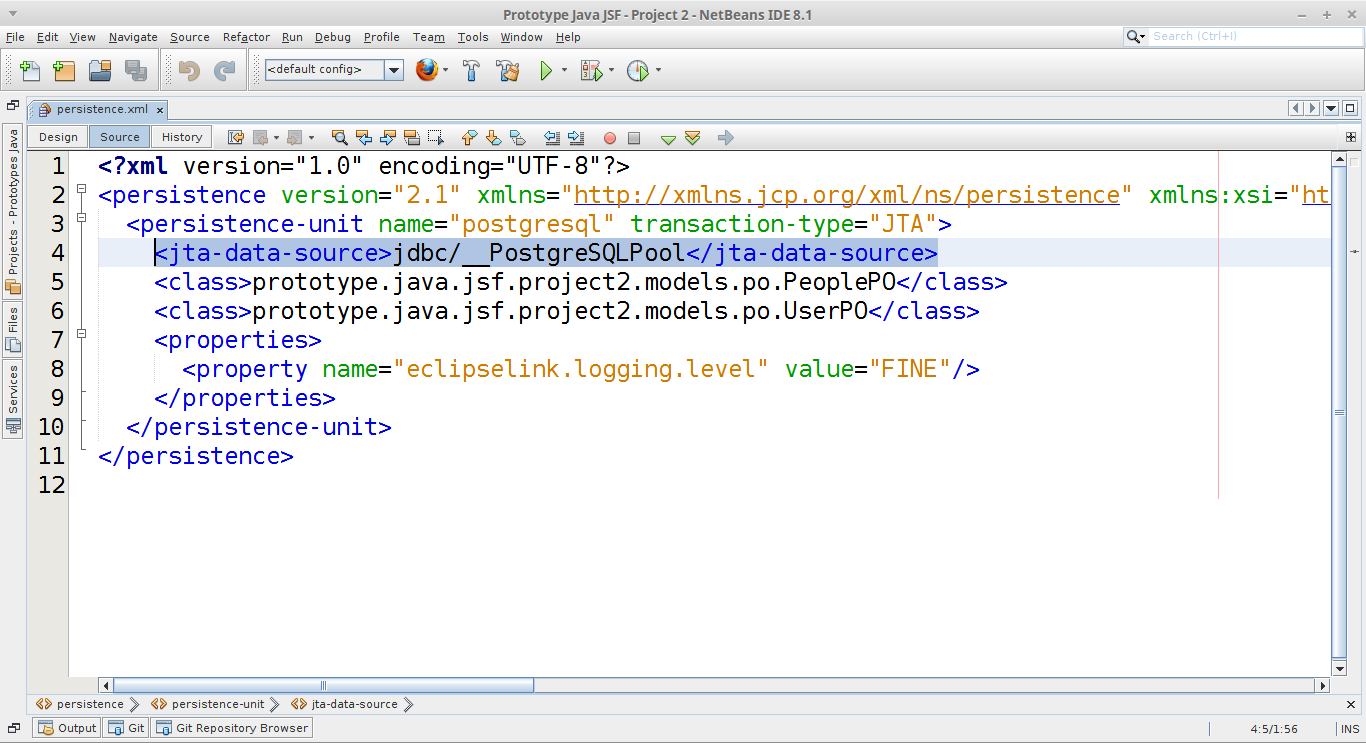 Prototype Java JSF - Project 2 - NetBeans IDE 8.1
File Edit View Navigate Source Refactor Run Debug Profile Team Tools Window Help
Search (Ctrl+I)
<default config>
persistence.xml
Design Source History
Projects - Prototypes Java
Files
Services
1 <?xml version="1.0" encoding="UTF-8"?>
2 <persistence version="2.1" xmlns="http://xmlns.jcp.org/xml/ns/persistence" xmlns:xsi="ht
3 <persistence-unit name="postgresql" transaction-type="JTA">
4 <jta-data-source>jdbc/__PostgreSQLPool</jta-data-source>
5 <class>prototype.java.jsf.project2.models.po.PeoplePO</class>
6 <class>prototype.java.jsf.project2.models.po.UserPO</class>
7 <properties>
8 <property name="eclipselink.logging.level" value="FINE"/>
9 </properties>
10 </persistence-unit>
11 </persistence>
12
persistence persistence-unit jta-data-source
Output Git Git Repository Browser
4:5/1:56 INS